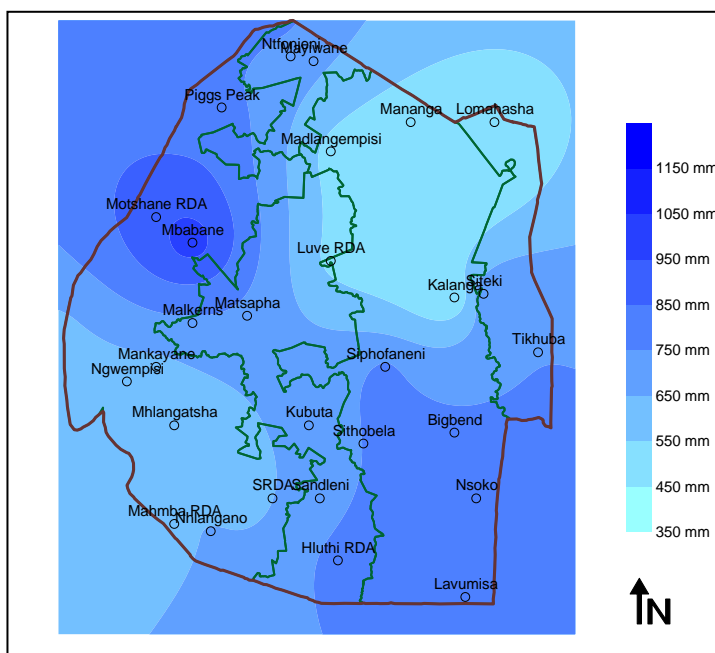 Ntfonjeni
Mayiwane
Piggs Peak
Mananga
Lomahasha
Madlangempisi
Motshane RDA
Mbabane
Luve RDA
Kalanga
Siteki
Malkerns
Matsapha
Tikhuba
Mankayane
Siphofaneni
Ngwempisi
Mhlangatsha
Kubuta
Sithobela
Bigbend
SRDA
Sandleni
Nsoko
Mahmba RDA
Nhlangano
Hluthi RDA
Lavumisa
1150 mm
1050 mm
950 mm
850 mm
750 mm
650 mm
550 mm
450 mm
350 mm
N